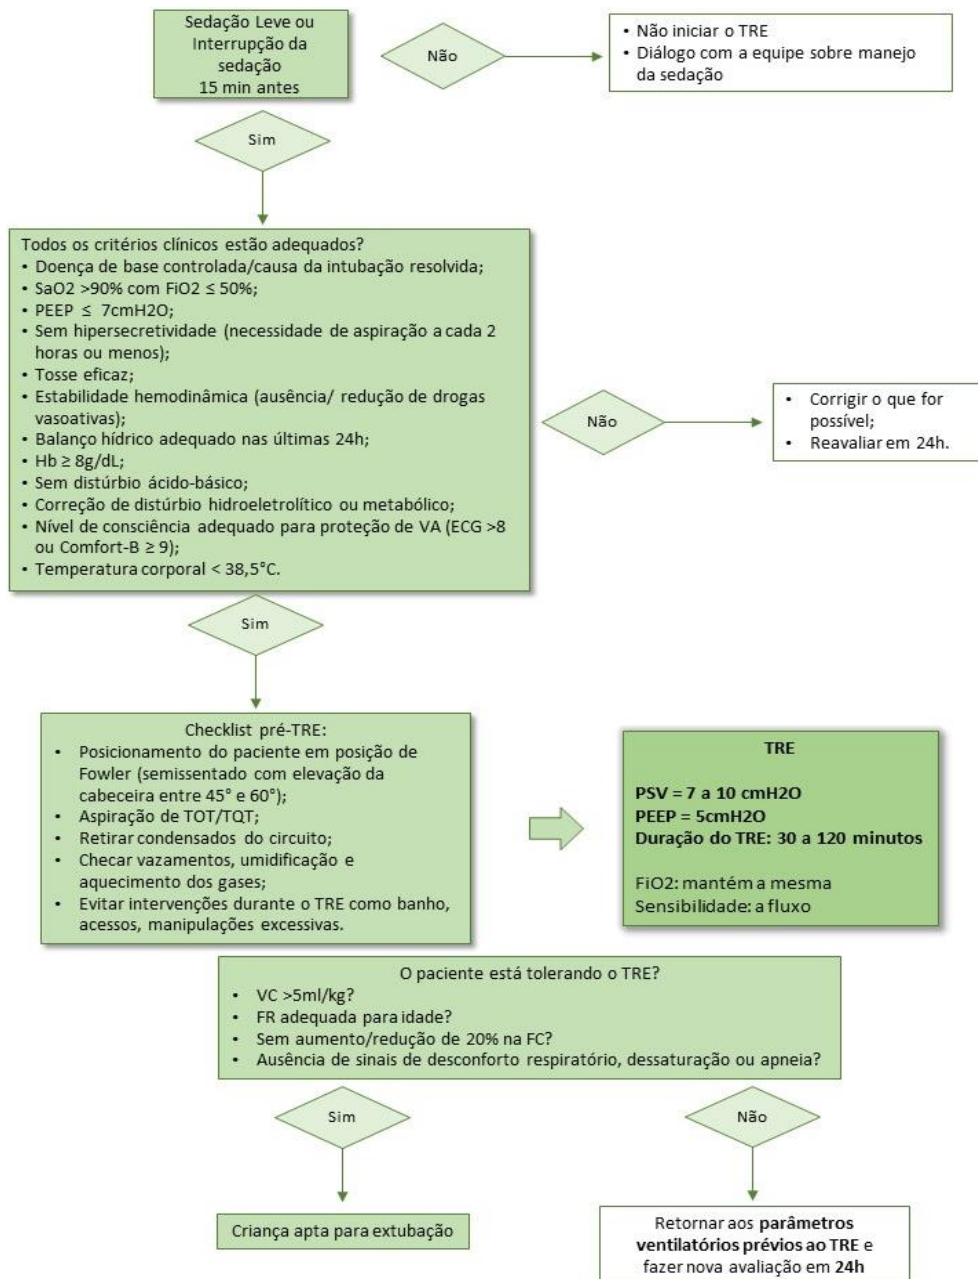 Sedação Leve ou
Interrupção da
sedação
15 min antes
Não
• Não iniciar o TRE
• Diálogo com a equipe sobre manejo
da sedação
Sim
Todos os critérios clínicos estão adequados?
• Doença de base controlada/causa da intubação resolvida;
• SaO2 >90% com FiO2 ≤ 50%;
• PEEP ≤ 7cmH2O;
• Sem hipersecretividade (necessidade de aspiração a cada 2
horas ou menos);
• Tosse eficaz;
• Estabilidade hemodinâmica (ausência/ redução de drogas
vasoativas);
• Balanço hídrico adequado nas últimas 24h;
• Hb ≥ 8g/dL;
• Sem distúrbio ácido-básico;
• Correção de distúrbio hidroeletrolítico ou metabólico;
• Nível de consciência adequado para proteção de VA (ECG >8
ou Comfort-B ≥ 9);
• Temperatura corporal < 38,5°C.
Não
• Corrigir o que for
possível;
• Reavaliar em 24h.
Sim
Checklist pré-TRE:
• Posicionamento do paciente em posição de
Fowler (semissentado com elevação da
cabeceira entre 45° e 60°);
• Aspiração de TOT/TQT;
• Retirar condensados do circuito;
• Checar vazamentos, umidificação e
aquecimento dos gases;
• Evitar intervenções durante o TRE como banho,
acessos, manipulações excessivas.
TRE
PSV = 7 a 10 cmH2O
PEEP = 5cmH2O
Duração do TRE: 30 a 120 minutos
FiO2: mantém a mesma
Sensibilidade: a fluxo
O paciente está tolerando o TRE?
• VC >5ml/kg?
• FR adequada para idade?
• Sem aumento/redução de 20% na FC?
• Ausência de sinais de desconforto respiratório, dessaturação ou apneia?
Sim
Não
Criança apta para extubação
Retornar aos parâmetros
ventilatórios prévios ao TRE e
fazer nova avaliação em 24h